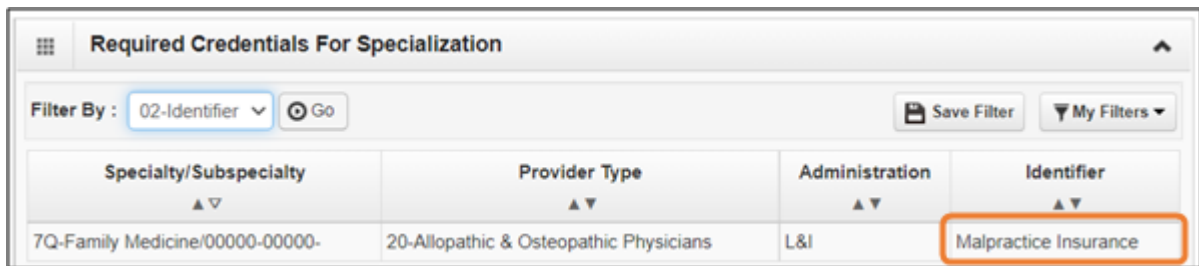 Required Credentials For Specialization
Filter By : 02-Identifier Go Save Filter My Filters
Specialty/Subspecialty Provider Type Administration Identifier
7Q-Family Medicine/00000-00000- 20-Allopathic & Osteopathic Physicians L&I Malpractice Insurance